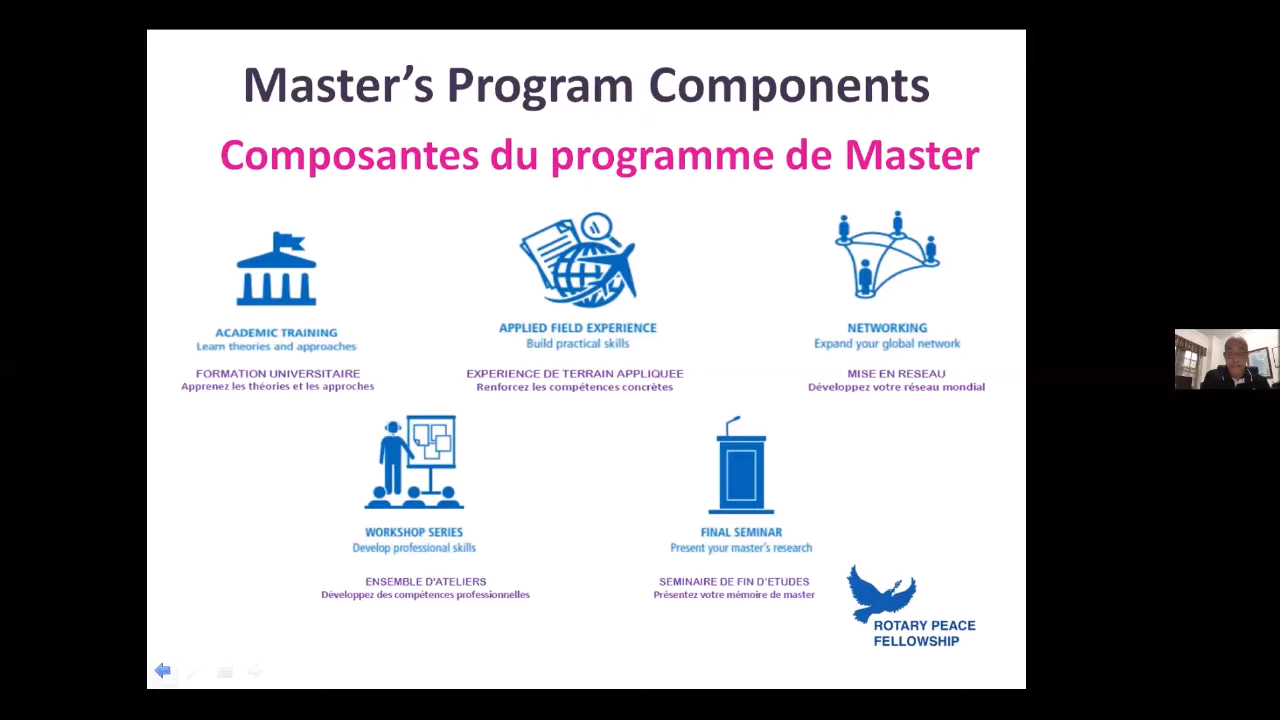 Master’s Program Components
Composantes du programme de Master
ACADEMIC TRAINING
Learn theories and approaches
FORMATION UNIVERSITAIRE
Apprenez les théories et les approches
APPLIED FIELD EXPERIENCE
Build practical skills
EXPERIENCE DE TERRAIN APPLIQUEE
Renforcez les compétences concrètes
NETWORKING
Expand your global network
MISE EN RESEAU
Développez votre réseau mondial
WORKSHOP SERIES
Develop professional skills
ENSEMBLE D'ATELIERS
Développez des compétences professionnelles
FINAL SEMINAR
Present your master's research
SEMINAIRE DE FIN D'ETUDES
Présentez votre mémoire de master
ROTARY PEACE
FELLOWSHIP